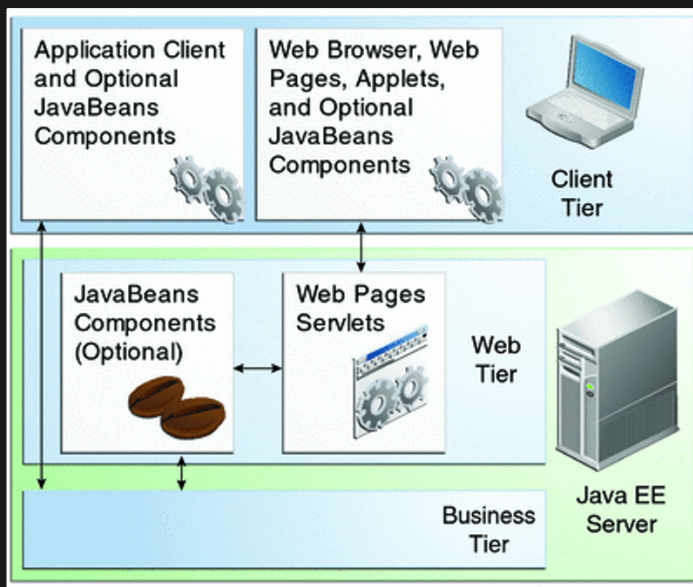 Application Client
and Optional
JavaBeans
Components
Web Browser, Web
Pages, Applets,
and Optional
JavaBeans
Components
Client
Tier
JavaBeans
Components
(Optional)
Web Pages
Servlets
Web
Tier
Java EE
Server
Business
Tier